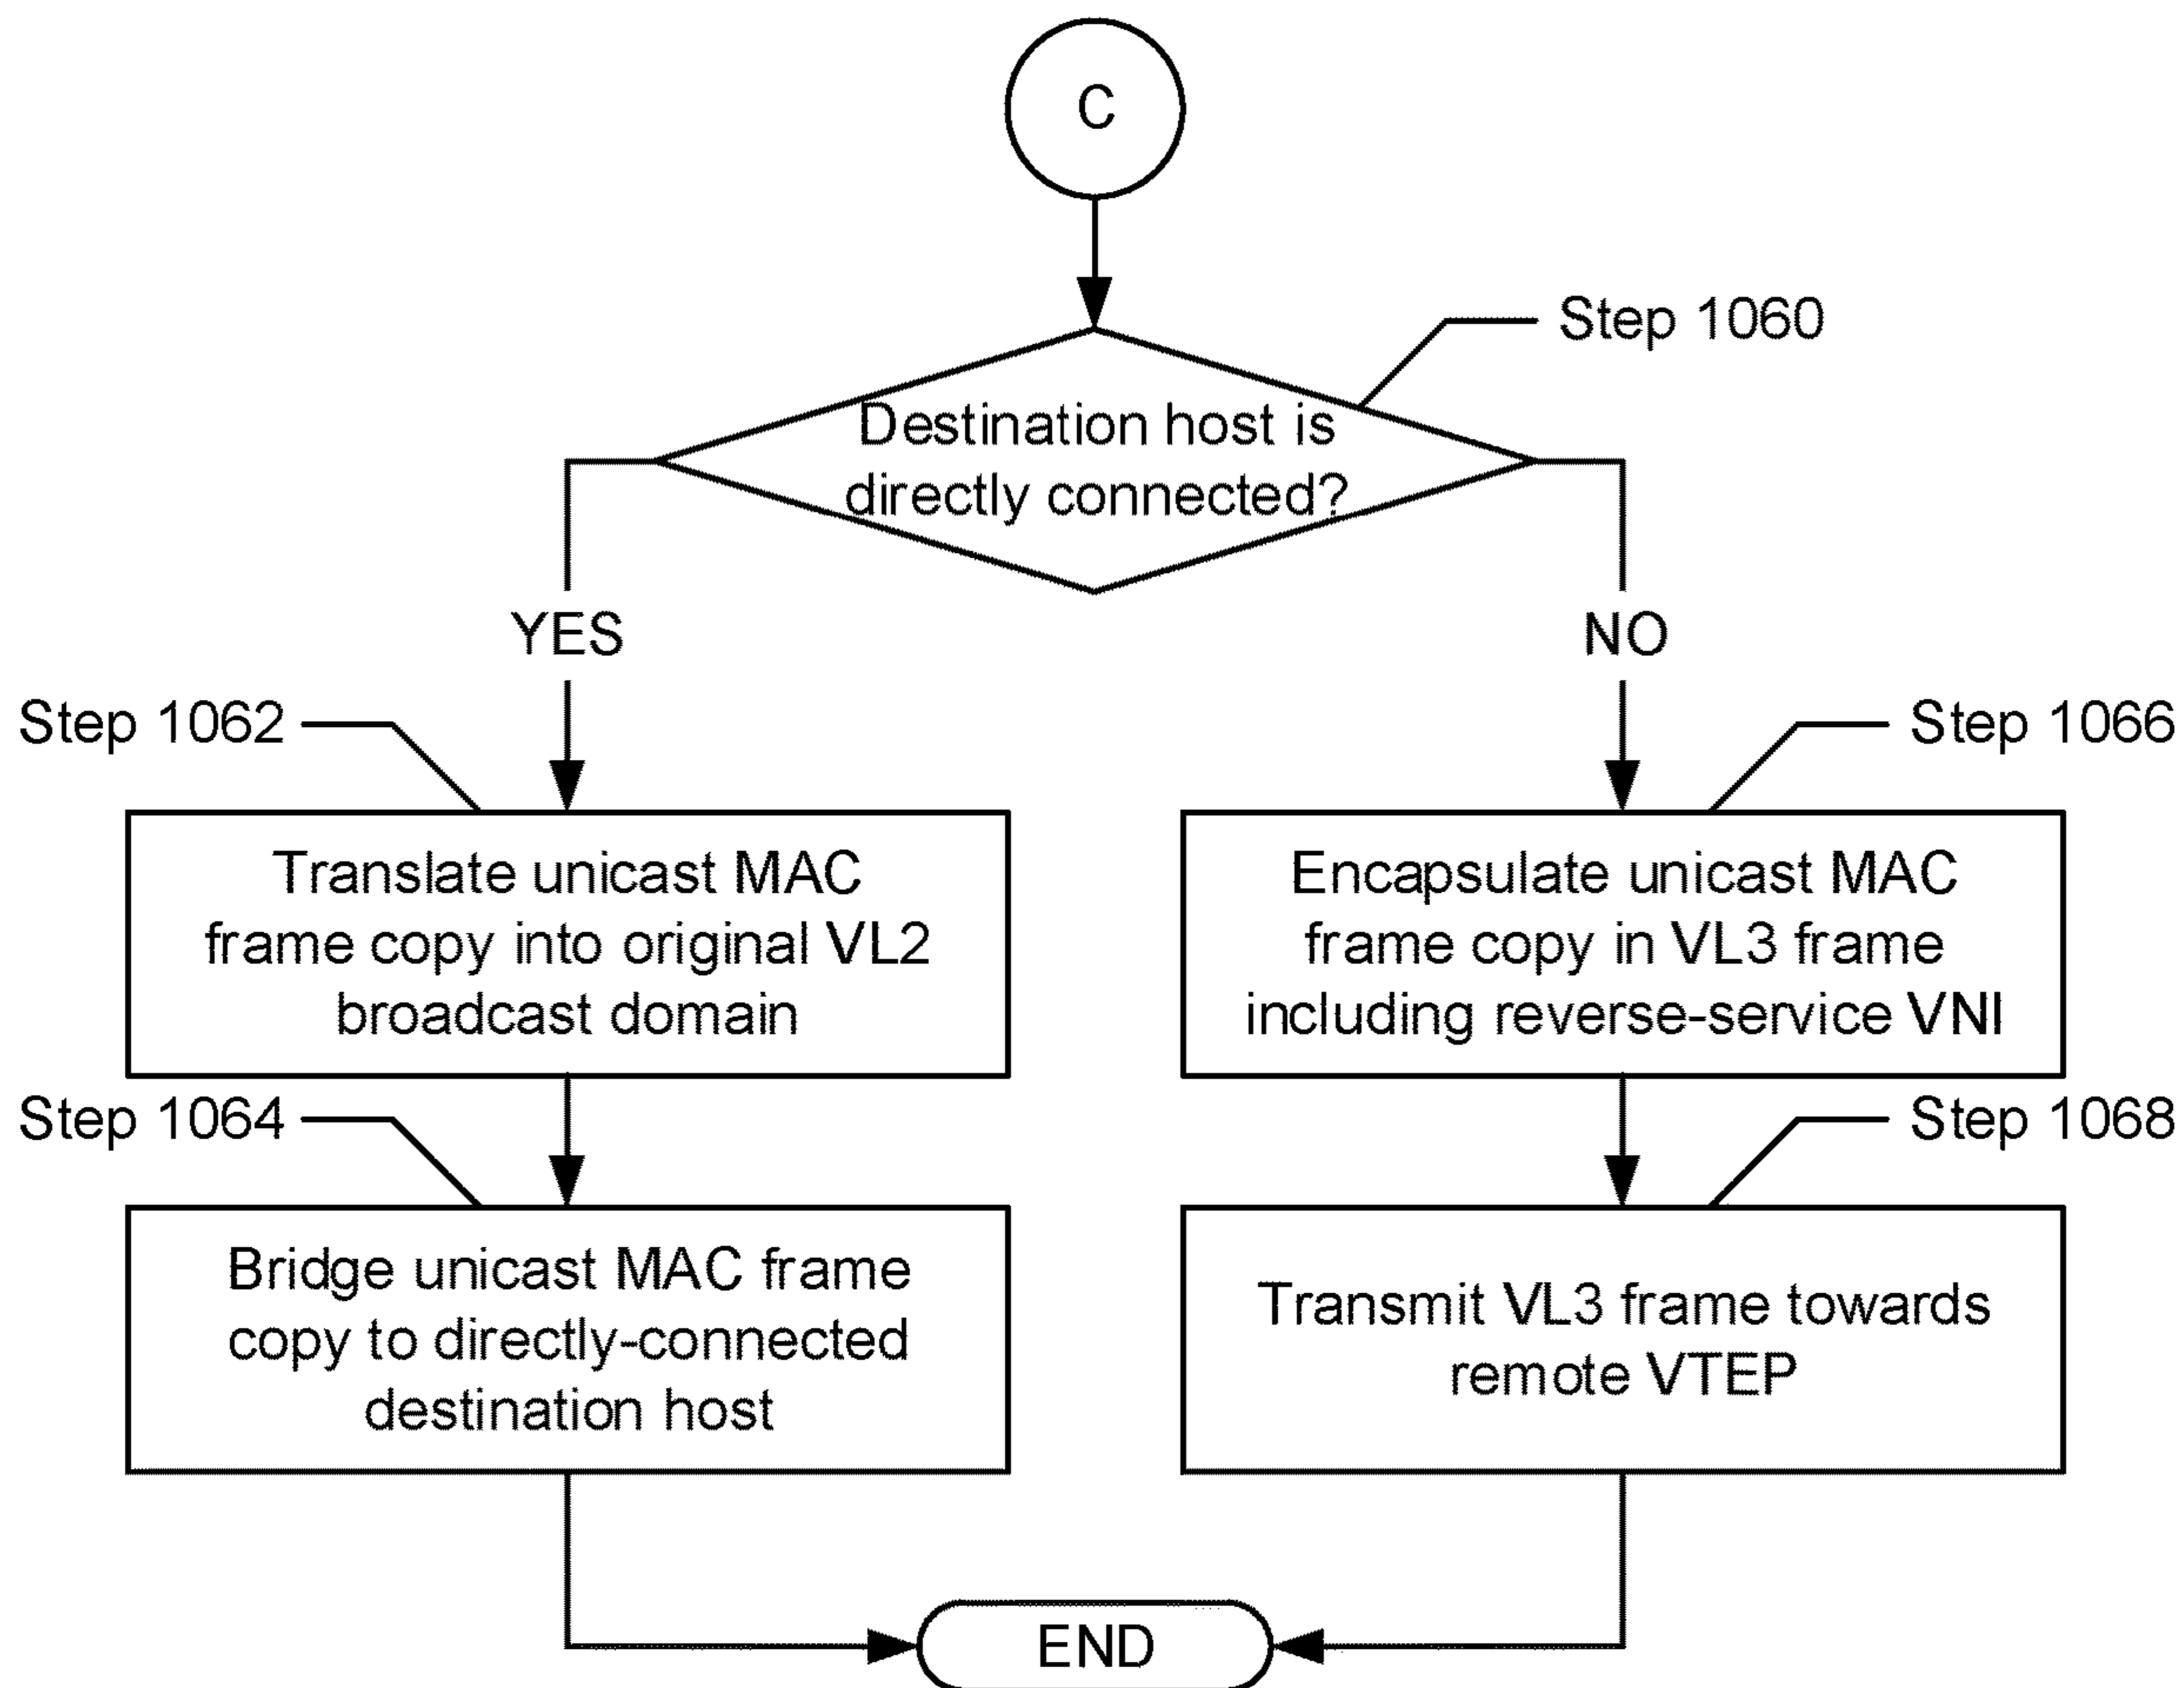 C
Step 1060
Destination host is
directly connected?
YES
NO
Step 1062
Step 1066
Translate unicast MAC
frame copy into original VL2
broadcast domain
Encapsulate unicast MAC
frame copy in VL3 frame
including reverse-service VNI
Step 1064
Step 1068
Bridge unicast MAC frame
copy to directly-connected
destination host
Transmit VL3 frame towards
remote VTEP
END